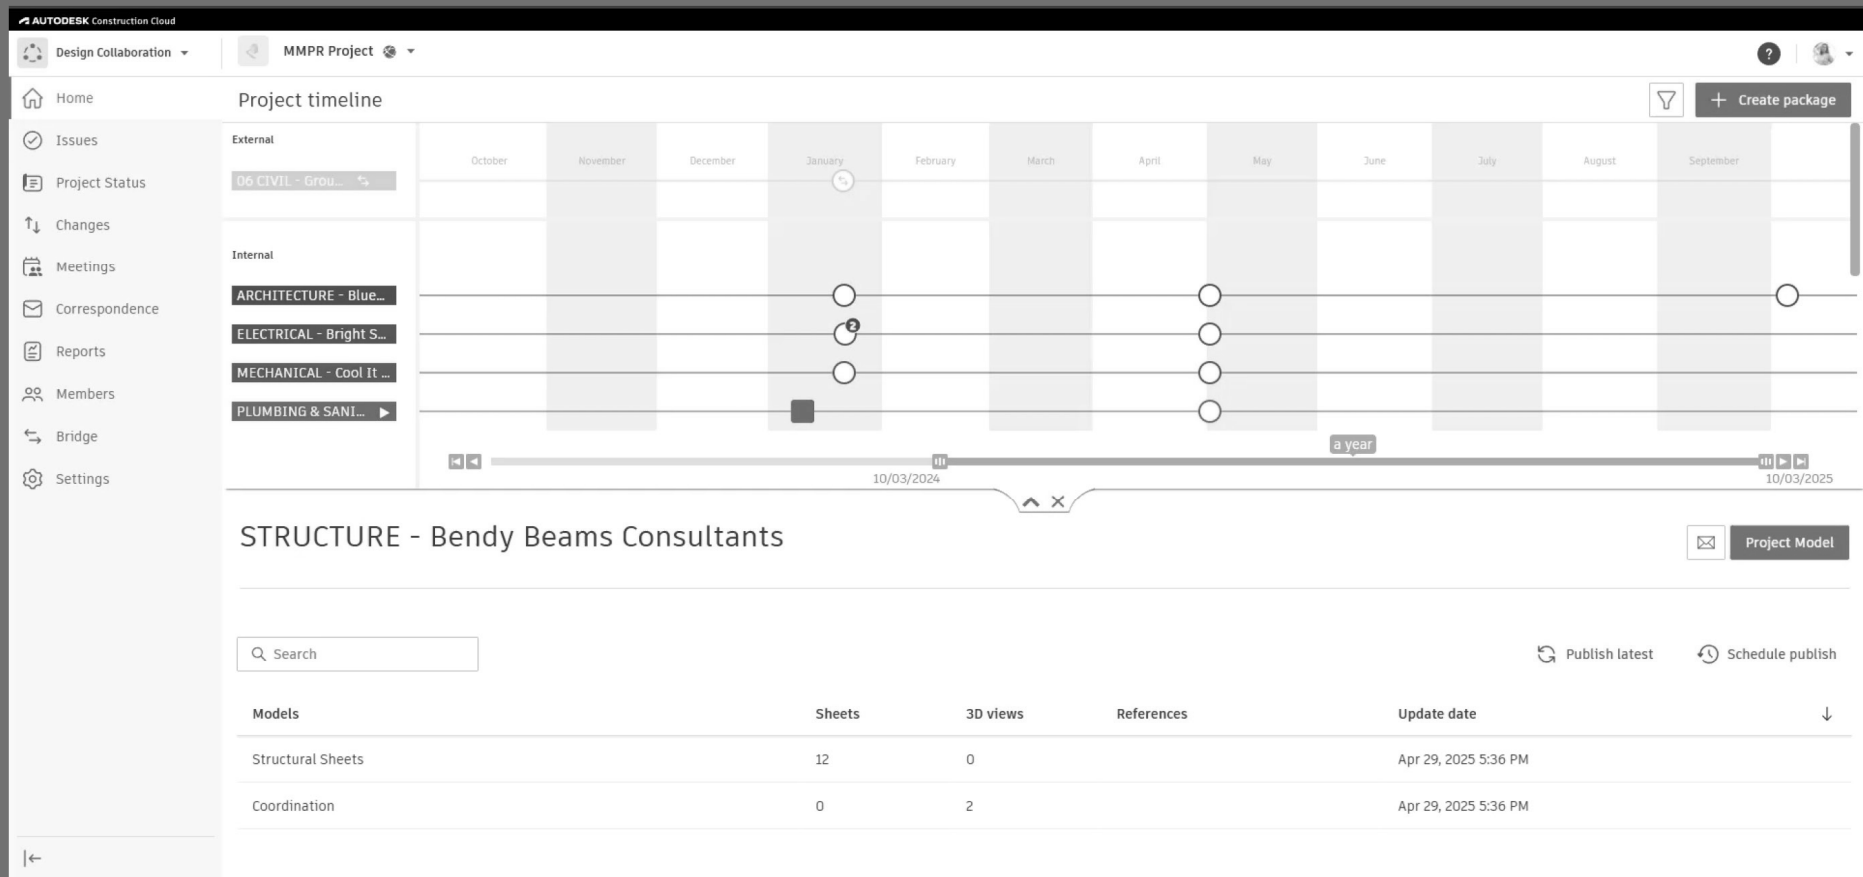 AUTODESK Construction Cloud
Design Collaboration
MMPR Project
?
Home
Issues
Project Status
Changes
Meetings
Correspondence
Reports
Members
Bridge
Settings
Project timeline
+ Create package
External
October November December January February March April May June July August September
06 CIVIL - Grou...
Internal
ARCHITECTURE - Blue...
ELECTRICAL - Bright S...
2
MECHANICAL - Cool It ...
PLUMBING & SANI...
a year
10/03/2024 10/03/2025
STRUCTURE - Bendy Beams Consultants
Project Model
Search
Publish latest Schedule publish
Models Sheets 3D views References Update date
Structural Sheets 12 0 Apr 29, 2025 5:36 PM
Coordination 0 2 Apr 29, 2025 5:36 PM